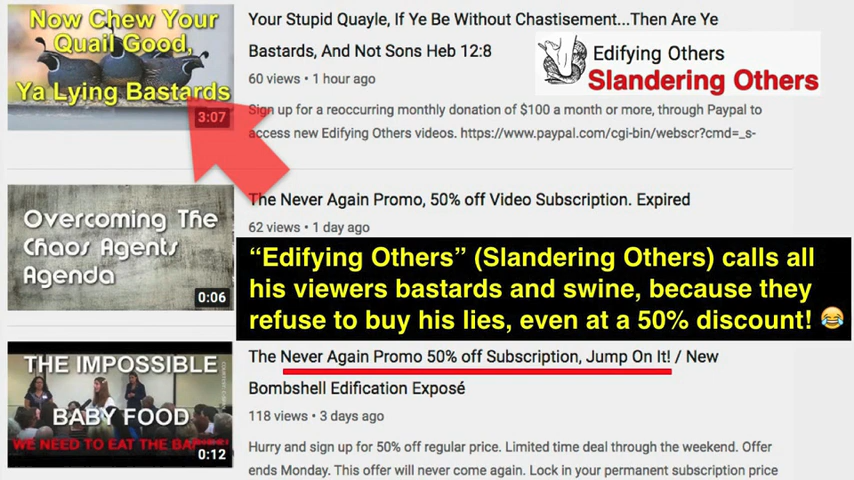 Now Chew Your
Quail Good,
Ya Lying Bastards
3:07
Your Stupid Quayle, If Ye Be Without Chastisement...Then Are Ye
Bastards, And Not Sons Heb 12:8
60 views • 1 hour ago
Edifying Others
Slandering Others
Sign up for a reoccurring monthly donation of $100 a month or more, through Paypal to
access new Edifying Others videos. https://www.paypal.com/cgi-bin/webscr?cmd=_s-
Overcoming The
Chaos Agents
Agenda
0:06
The Never Again Promo, 50% off Video Subscription. Expired
62 views • 1 day ago
“Edifying Others” (Slandering Others) calls all
his viewers bastards and swine, because they
refuse to buy his lies, even at a 50% discount! 😂
THE IMPOSSIBLE
BABY FOOD
WE NEED TO EAT THE BABIES!
0:12
The Never Again Promo 50% off Subscription, Jump On It! / New
Bombshell Edification Exposé
118 views • 3 days ago
Hurry and sign up for 50% off regular price. Limited time deal through the weekend. Offer
ends Monday. This offer will never come again. Lock in your permanent subscription price